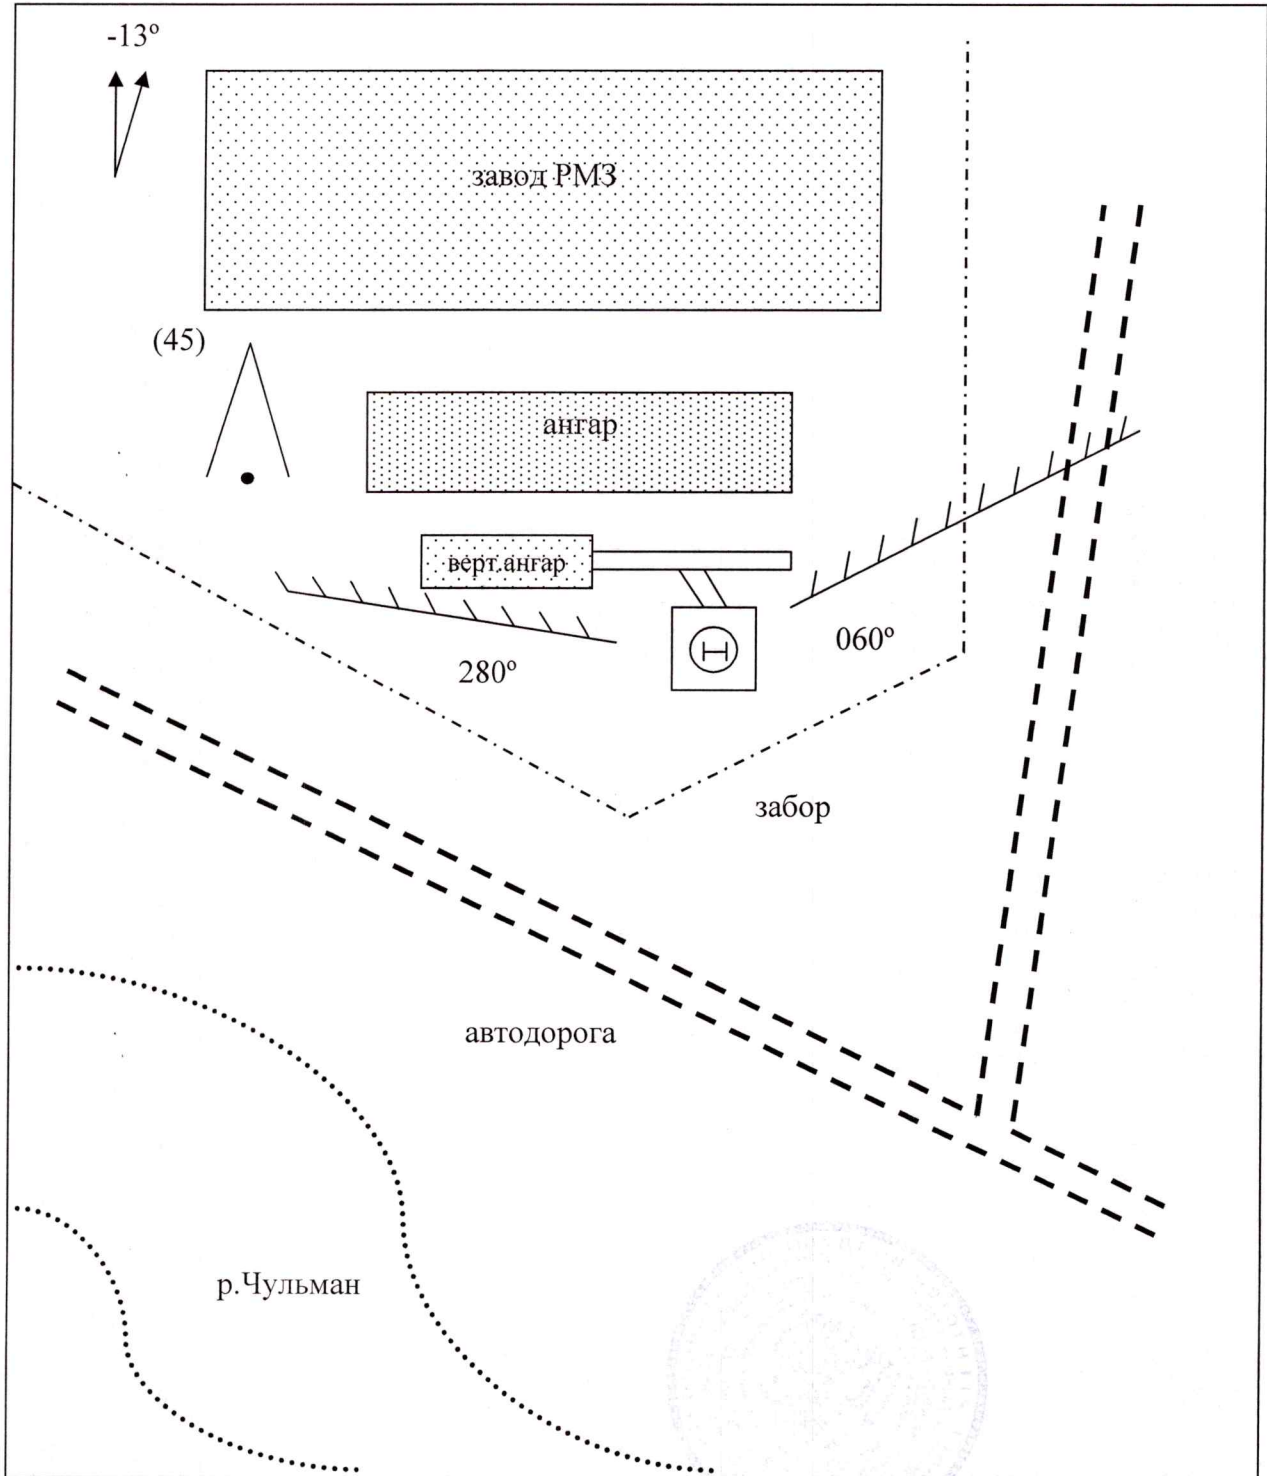 -13º
завод РМЗ
(45)
ангар
верт.ангар
H
060º
280º
забор
автодорога
р.Чульман